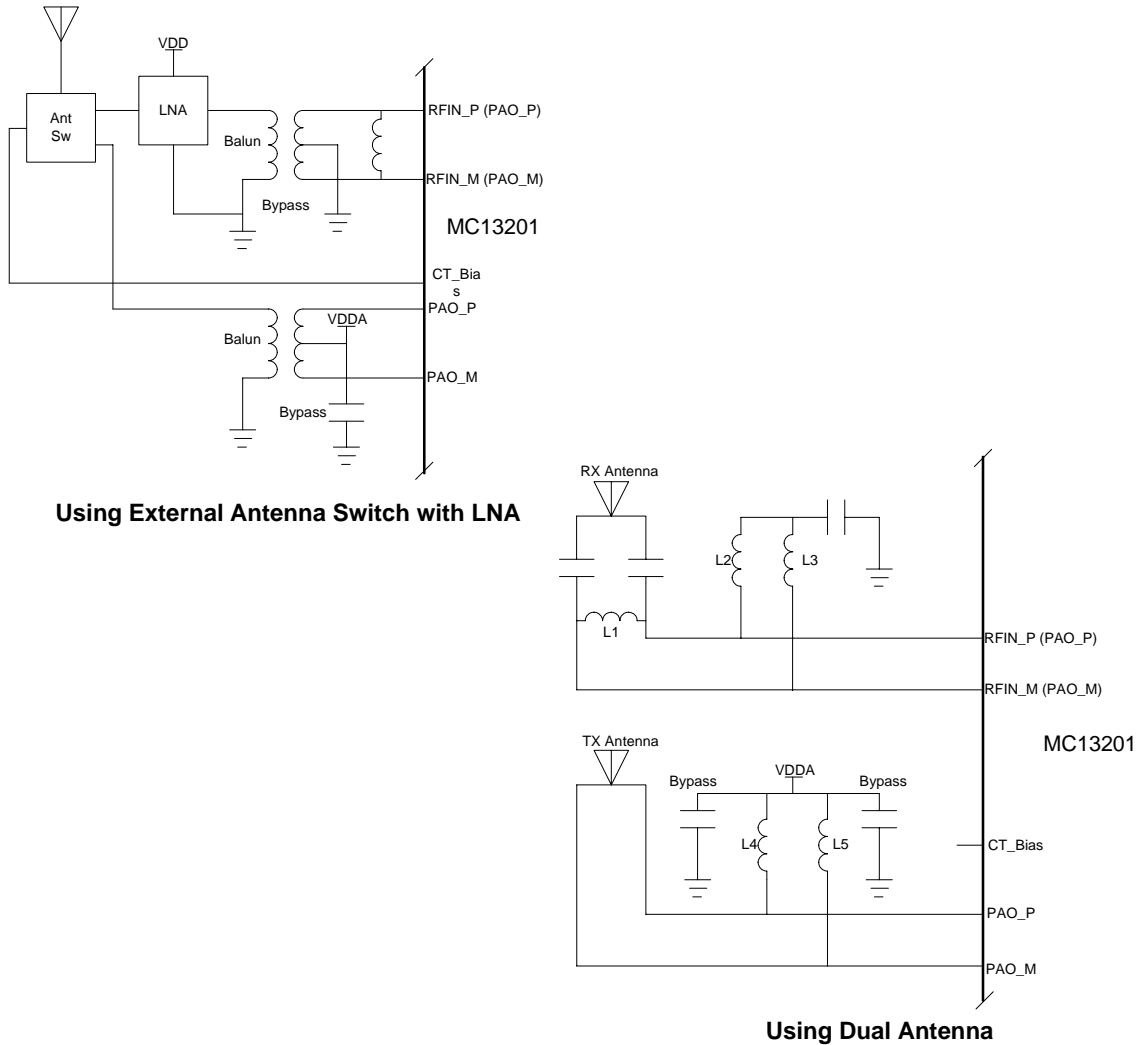 VDD
LNA
Ant
Sw
RFIN_P (PAO_P)
Balun
RFIN_M (PAO_M)
Bypass
MC13201
CT_Bia
s
PAO_P
VDDA
Balun
PAO_M
Bypass
Using External Antenna Switch with LNA
RX Antenna
L2
L3
L1
RFIN_P (PAO_P)
RFIN_M (PAO_M)
MC13201
TX Antenna
Bypass
VDDA
Bypass
L4
L5
CT_Bias
PAO_P
PAO_M
Using Dual Antenna